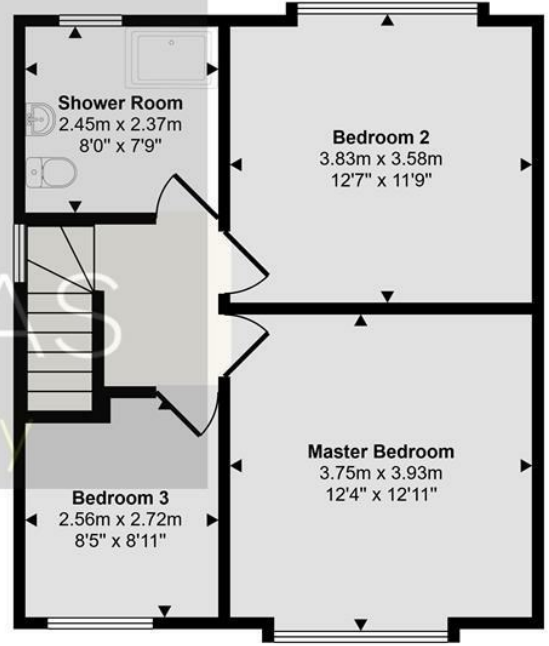 Shower Room
2.45m x 2.37m
8'0" x 7'9"
Bedroom 2
3.83m x 3.58m
12'7" x 11'9"
AS
y
Master Bedroom
3.75m x 3.93m
12'4" x 12'11"
Bedroom 3
2.56m x 2.72m
8'5" x 8'11"